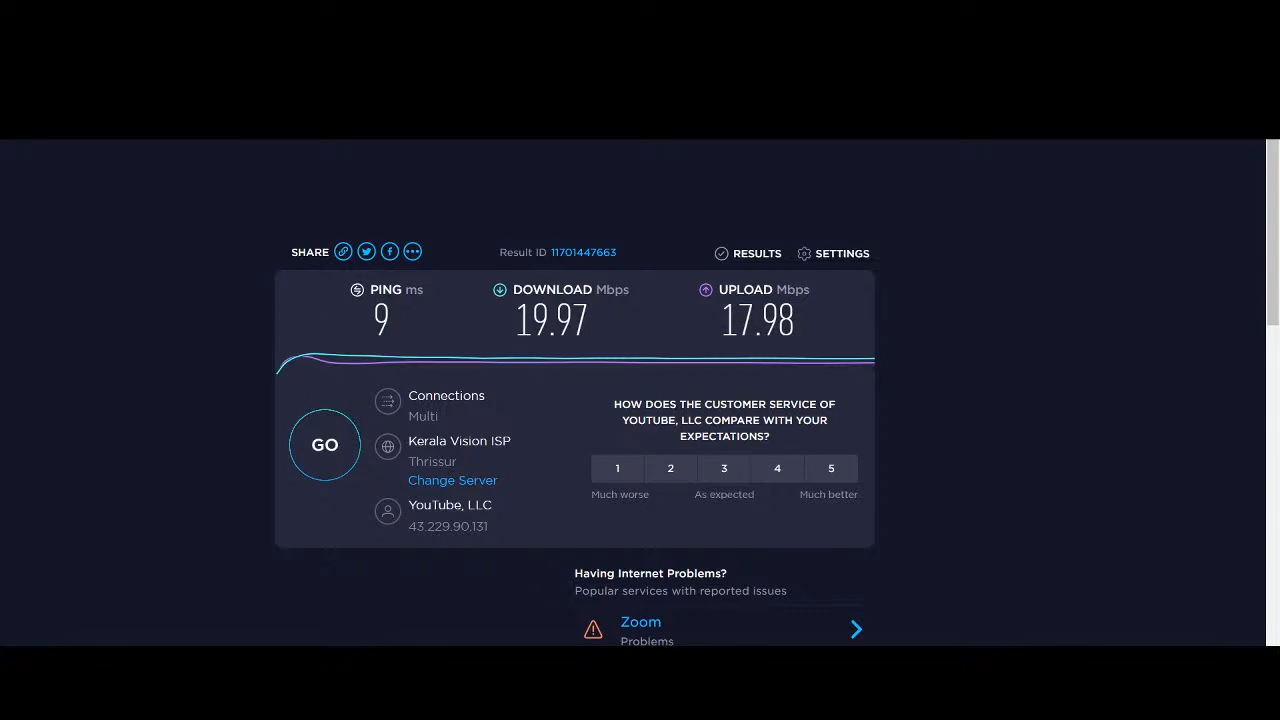 SHARE
Result ID 11701447663
RESULTS
SETTINGS
PING ms
9
DOWNLOAD Mbps
19.97
UPLOAD Mbps
17.98
GO
Connections
Multi
Kerala Vision ISP
Thrissur
Change Server
YouTube, LLC
43.229.90.131
HOW DOES THE CUSTOMER SERVICE OF
YOUTUBE, LLC COMPARE WITH YOUR
EXPECTATIONS?
1 2 3 4 5
Much worse As expected Much better
Having Internet Problems?
Popular services with reported issues
Zoom
Problems